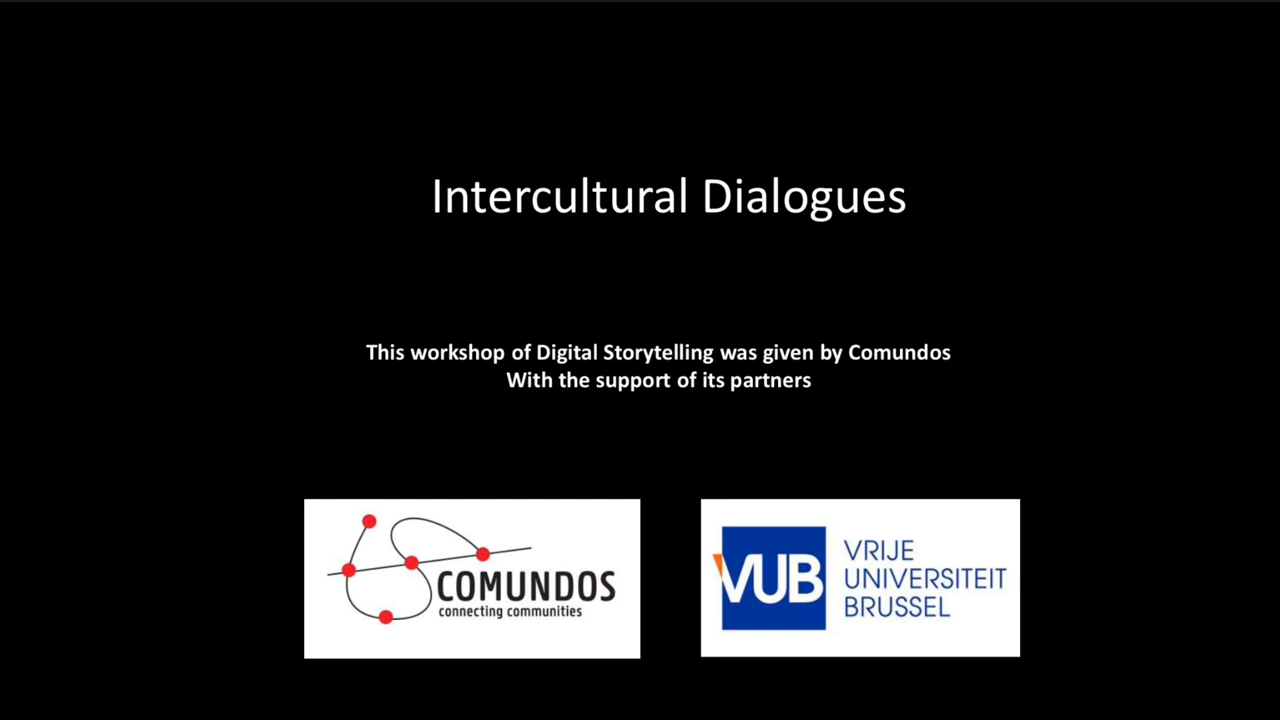 Intercultural Dialogues
This workshop of Digital Storytelling was given by Comundos
With the support of its partners
COMUNDOS
connecting communities
VUB
VRIJE
UNIVERSITEIT
BRUSSEL